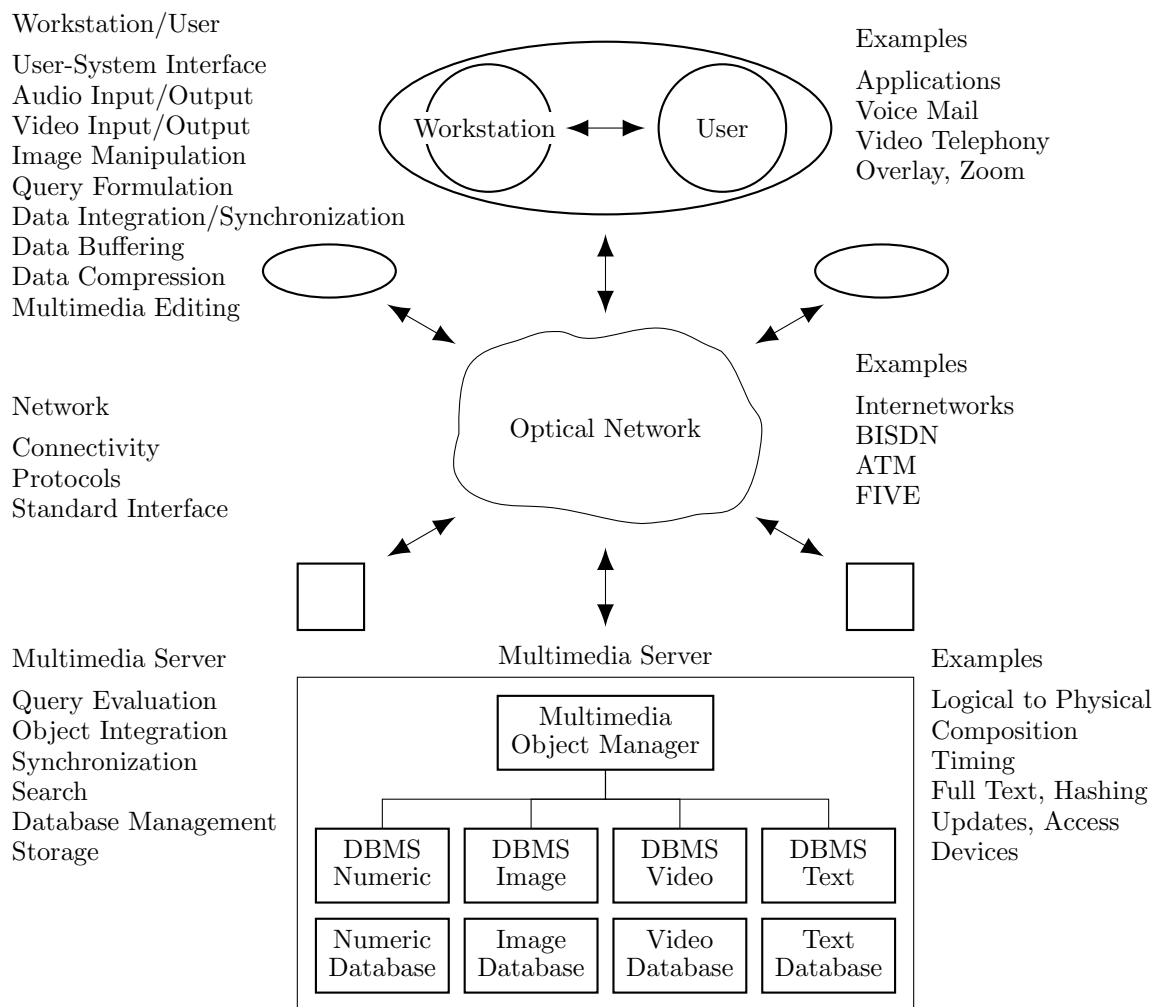 Workstation/User
User-System Interface
Audio Input/Output
Video Input/Output
Image Manipulation
Query Formulation
Data Integration/Synchronization
Data Buffering
Data Compression
Multimedia Editing
Workstation
User
Examples
Applications
Voice Mail
Video Telephony
Overlay, Zoom
Network
Connectivity
Protocols
Standard Interface
Optical Network
Examples
Internetworks
BISDN
ATM
FIVE
Multimedia Server
Query Evaluation
Object Integration
Synchronization
Search
Database Management
Storage
Multimedia Server
Multimedia
Object Manager
DBMS
Numeric
DBMS
Image
DBMS
Video
DBMS
Text
Numeric
Database
Image
Database
Video
Database
Text
Database
Examples
Logical to Physical
Composition
Timing
Full Text, Hashing
Updates, Access
Devices